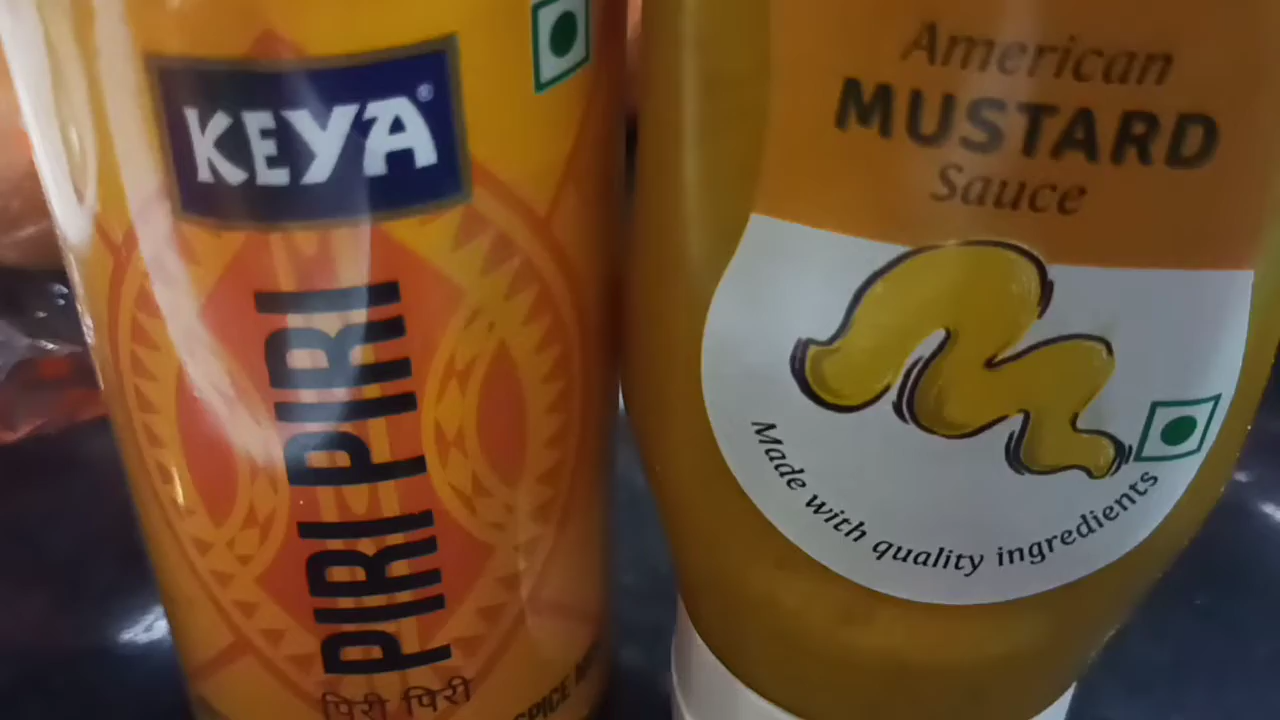 KEYA®
PIRI PIRI
पिरी पिरी
SPICE
American
MUSTARD
Sauce
Made with quality ingredients